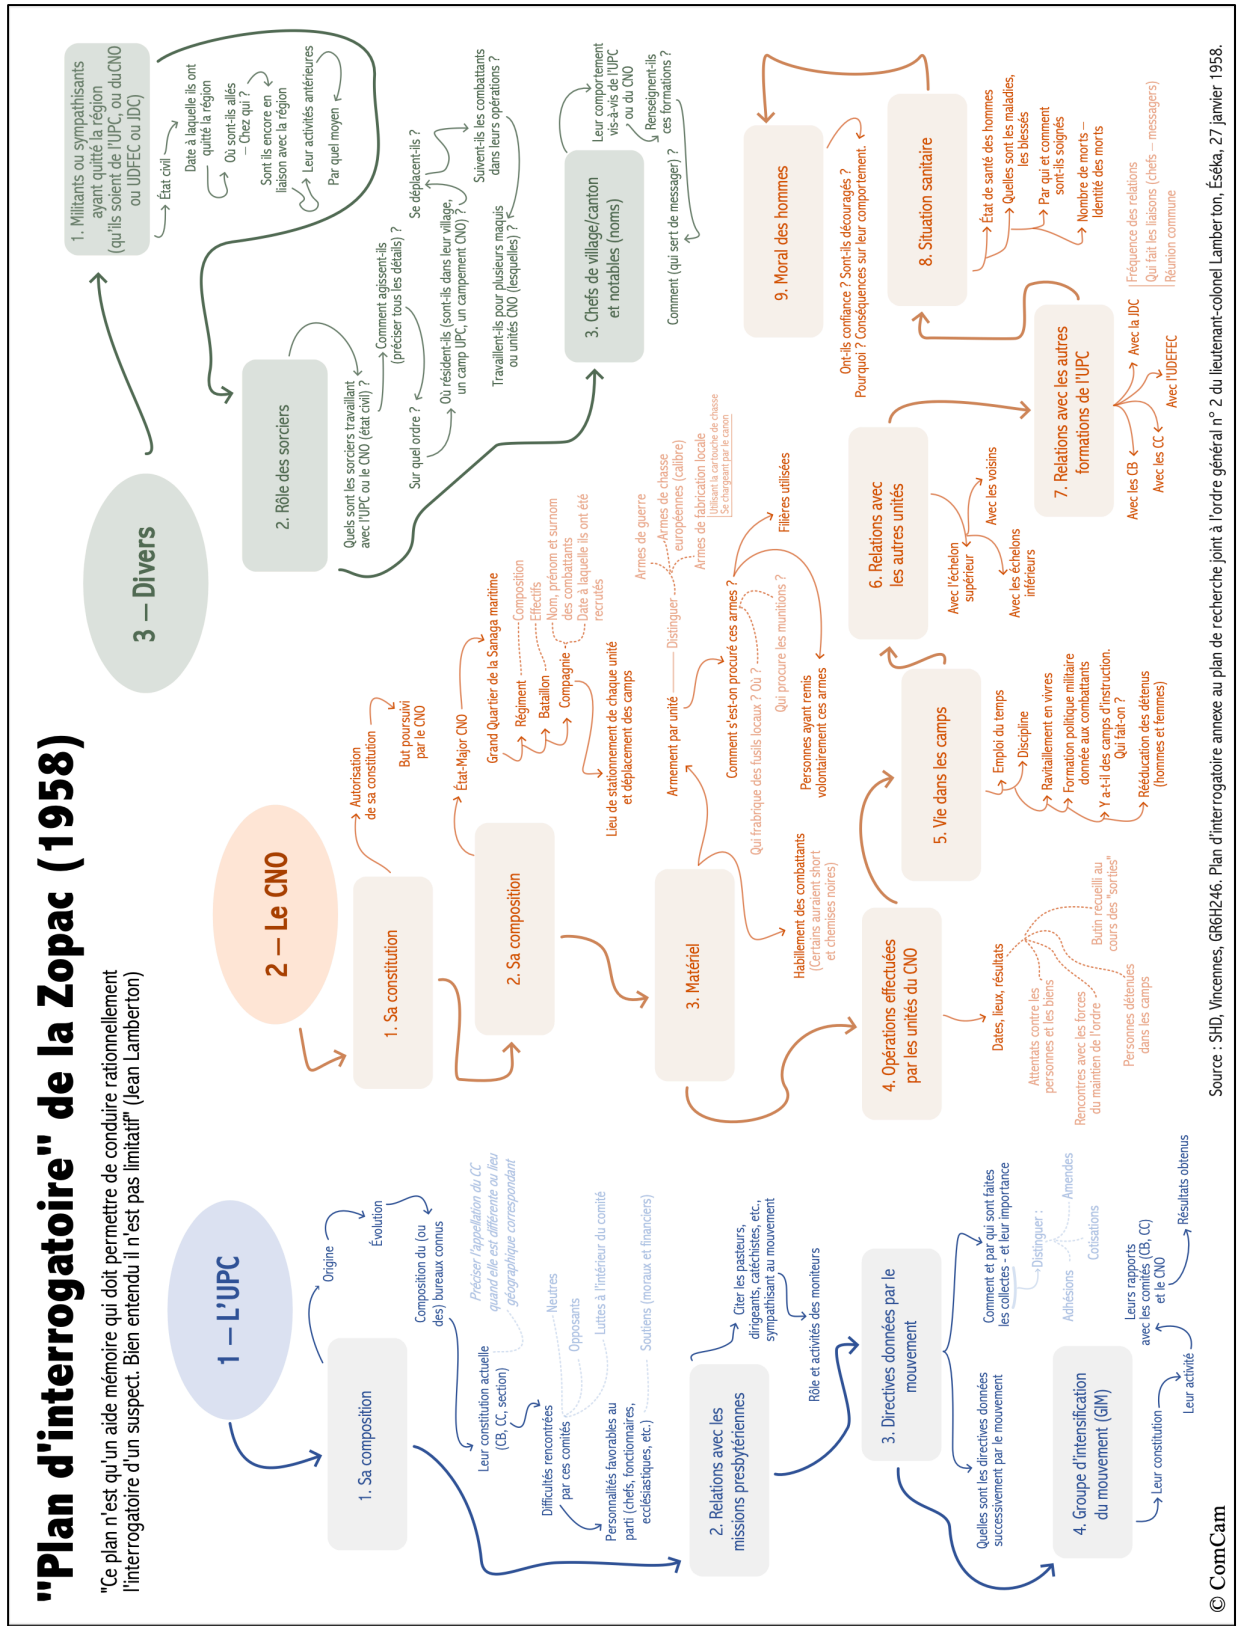 "Plan d'interrogatoire" de la Zopac (1958)
"Ce plan n'est qu'un aide mémoire qui doit permettre de conduire rationnellement
l'interrogatoire d'un suspect. Bien entendu il n'est pas limitatif" (Jean Lamberton)
1 – L'UPC
1. Sa composition
Origine
Évolution
Composition du (ou
des) bureaux connus
Leur constitution actuelle
(CB, CC, section)
Préciser l'appellation du CC
quand elle est différente ou lieu
géographique correspondant
Difficultés rencontrées
par ces comités
Neutres
Opposants
Luttes à l'intérieur du comité
Personnalités favorables au
parti (chefs, fonctionnaires,
ecclésiastiques, etc.)
Soutiens (moraux et financiers)
2. Relations avec les
missions presbytériennes
Citer les pasteurs,
dirigeants, catéchistes, etc.,
sympathisant au mouvement
Rôle et activités des moniteurs
3. Directives données par le
mouvement
Quelles sont les directives données
successivement par le mouvement
Comment et par qui sont faites
les collectes - et leur importance
Distinguer :
Adhésions
Cotisations
Amendes
4. Groupe d'intensification
du mouvement (GIM)
Leur constitution
Leur activité
Leurs rapports
avec les comités (CB, CC)
et le CNO
Résultats obtenus
2 – Le CNO
1. Sa constitution
Autorisation
de sa constitution
But poursuivi
par le CNO
2. Sa composition
État-Major CNO
Grand Quartier de la Sanaga maritime
Régiment
Composition
Bataillon
Effectifs
Compagnie
Nom, prénom et surnom
des combattants
Date à laquelle ils ont été
recrutés
Lieu de stationnement de chaque unité
et déplacement des camps
3. Matériel
Armement par unité
Distinguer
Armes de guerre
Armes de chasse
européennes (calibre)
Armes de fabrication locale
Utilisant la cartouche de chasse
Se chargeant par le canon
Comment s'est-on procuré ces armes ?
Qui frabrique des fusils locaux ? Où ?
Qui procure les munitions ?
Filières utilisées
Personnes ayant remis
volontairement ces armes
Habillement des combattants
(Certains auraient short
et chemises noires)
4. Opérations effectuées
par les unités du CNO
Dates, lieux, résultats
Attentats contre les
personnes et les biens
Rencontres avec les forces
du maintien de l'ordre
Personnes détenues
dans les camps
Butin recueilli au
cours des "sorties"
5. Vie dans les camps
Emploi du temps
Discipline
Ravitaillement en vivres
Formation politique militaire
donnée aux combattants
Y a-t-il des camps d'instruction.
Qui fait-on ?
Rééducation des détenus
(hommes et femmes)
6. Relations avec
les autres unités
Avec l'échelon
supérieur
Avec les voisins
Avec les échelons
inférieurs
7. Relations avec les autres
formations de l'UPC
Avec les CB
Avec les CC
Avec l'UDEFEC
Avec la JDC
Fréquence des relations
Qui fait les liaisons (chefs – messagers)
Réunion commune
8. Situation sanitaire
État de santé des hommes
Quelles sont les maladies,
les blessés
Par qui et comment
sont-ils soignés
Nombre de morts –
Identité des morts
9. Moral des hommes
Ont-ils confiance ? Sont-ils découragés ?
Pourquoi ? Conséquences sur leur comportement.
3 – Divers
1. Militants ou sympathisants
ayant quitté la région
(qu'ils soient de l'UPC, ou duCNO
ou UDFEC ou JDC)
État civil
Date à laquelle ils ont
quitté la région
Où sont-ils allés
– Chez qui ?
Sont ils encore en
liaison avec la région
Leur activités antérieures
Par quel moyen
2. Rôle des sorciers
Quels sont les sorciers travaillant
avec l'UPC ou le CNO (état civil) ?
Comment agissent-ils
(préciser tous les détails) ?
Sur quel ordre ?
Où résident-ils (sont-ils dans leur village,
un camp UPC, un campement CNO) ?
Se déplacent-ils ?
Suivent-ils les combattants
dans leurs opérations ?
Travaillent-ils pour plusieurs maquis
ou unités CNO (lesquelles) ?
3. Chefs de village/canton
et notables (noms)
Leur comportement
vis-à-vis de l'UPC
ou du CNO
Renseignent-ils
ces formations ?
Comment (qui sert de messager) ?
© ComCam
Source : SHD, Vincennes, GR6H246. Plan d'interrogatoire annexe au plan de recherche joint à l'ordre général n° 2 du lieutenant-colonel Lamberton, Éséka, 27 janvier 1958.